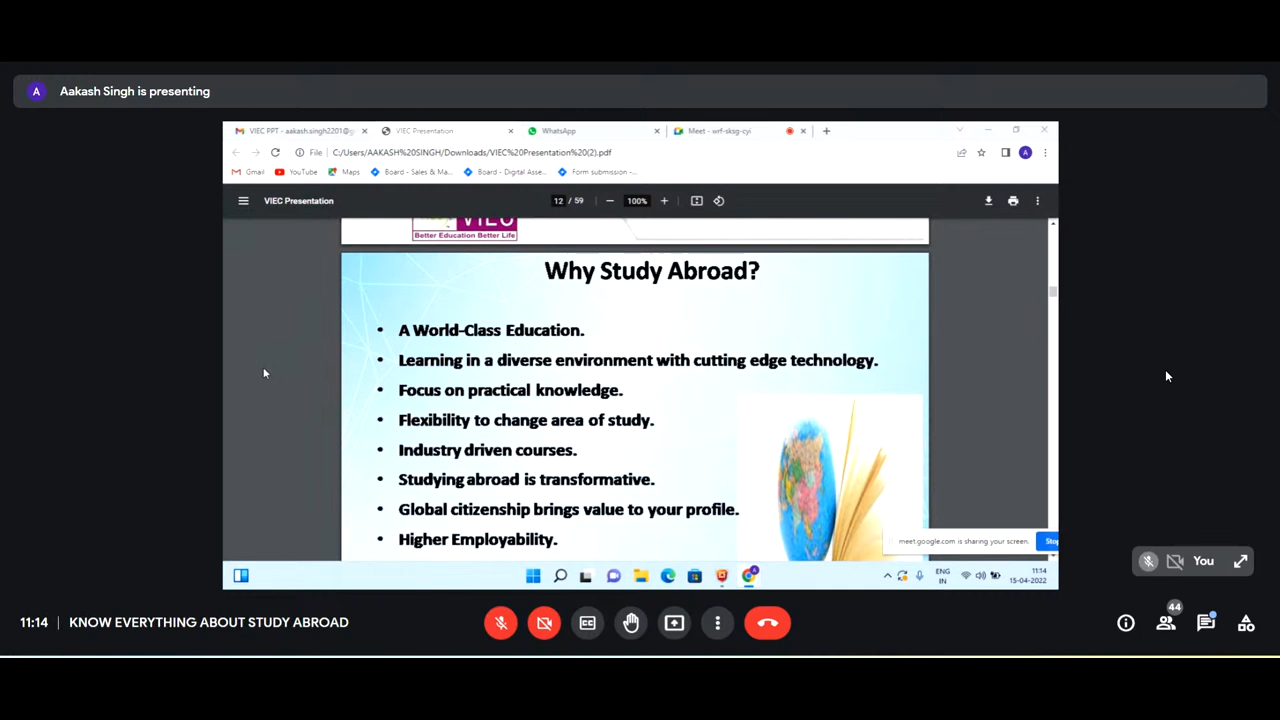 A
Aakash Singh is presenting
VIEC PPT - aakash.singh2201@g
VIEC Presentation
WhatsApp
Meet - wrf-sksg-cyi
File
C:/Users/AAKASH%20SINGH/Downloads/VIEC%20Presentation%20(2).pdf
A
Gmail
YouTube
Maps
Board - Sales & Ma...
Board - Digital Asse...
Form submission -...
VIEC Presentation
12 / 59
100%
VIEC
Better Education Better Life
Why Study Abroad?
• A World-Class Education.
• Learning in a diverse environment with cutting edge technology.
• Focus on practical knowledge.
• Flexibility to change area of study.
• Industry driven courses.
• Studying abroad is transformative.
• Global citizenship brings value to your profile.
• Higher Employability.
meet.google.com is sharing your screen.
Stop
ENG
IN
11:14
15-04-2022
You
11:14 | KNOW EVERYTHING ABOUT STUDY ABROAD
44